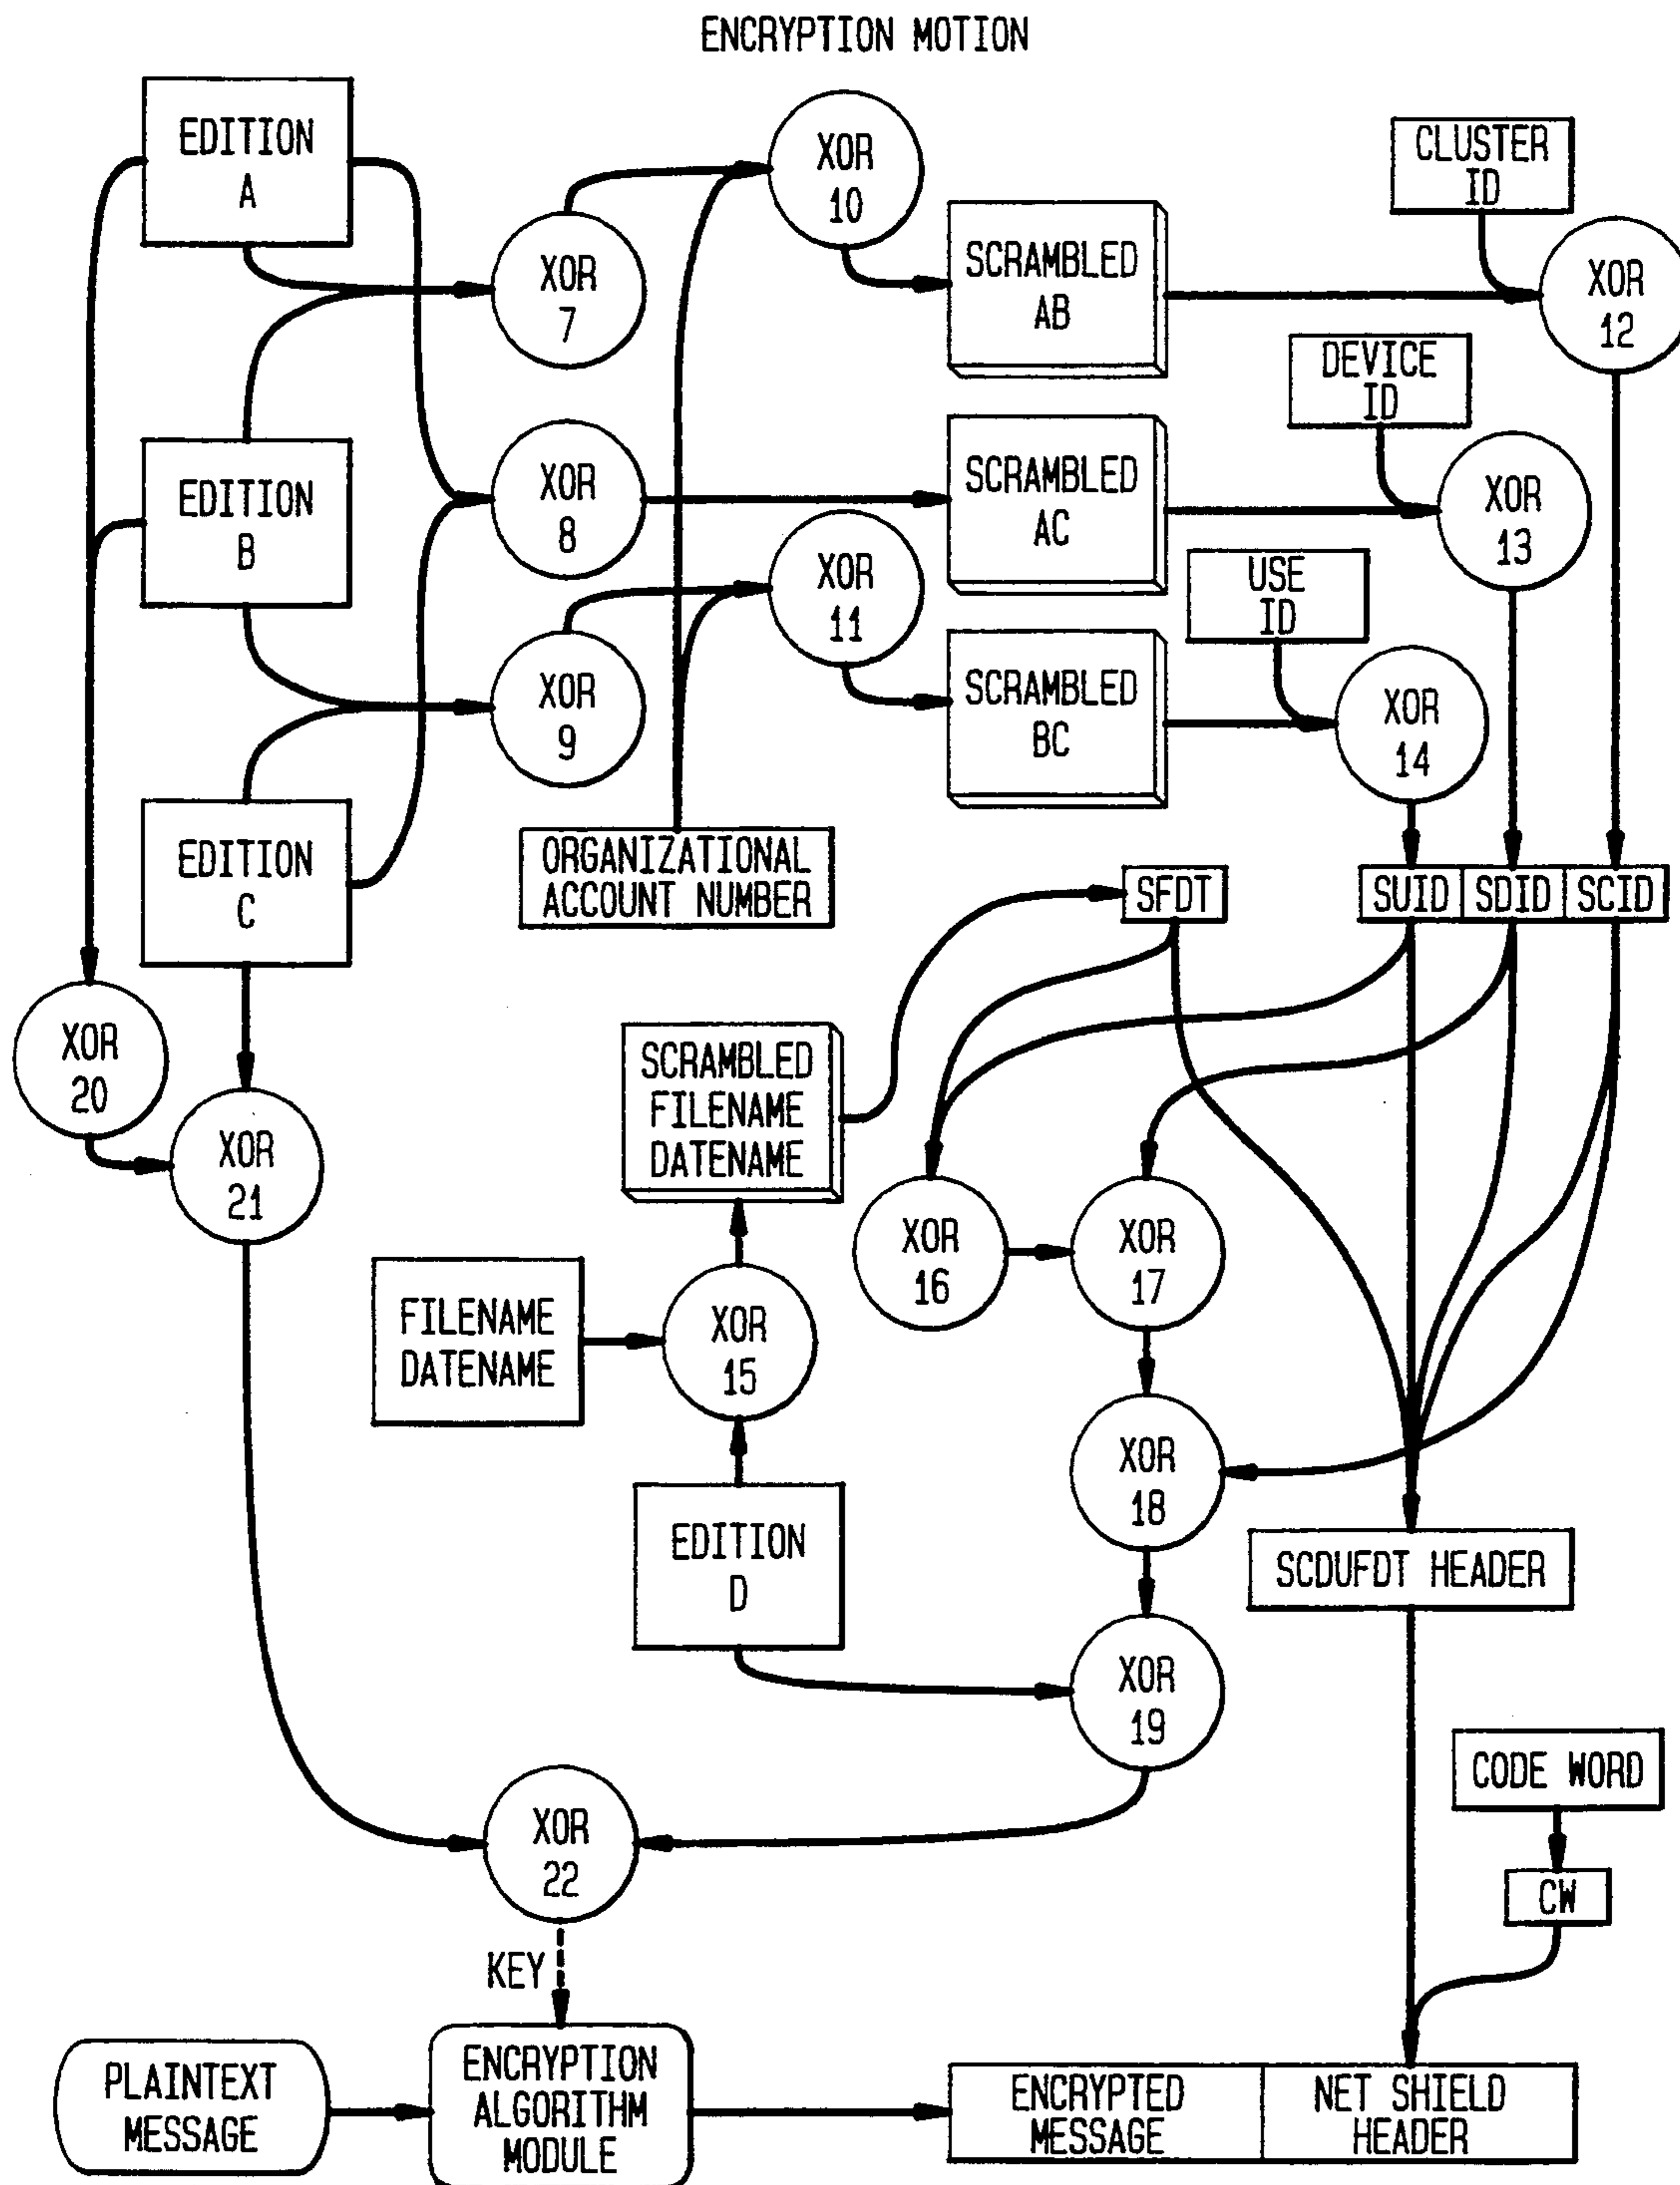 ENCRYPTION MOTION
EDITION
A
XOR
10
CLUSTER
ID
XOR
7
SCRAMBLED
AB
XOR
12
DEVICE
ID
EDITION
B
XOR
8
SCRAMBLED
AC
XOR
13
XOR
11
USE
ID
XOR
9
SCRAMBLED
BC
XOR
14
EDITION
C
ORGANIZATIONAL
ACCOUNT NUMBER
SFDT
SUID
SDID
SCID
XOR
20
SCRAMBLED
FILENAME
DATENAME
XOR
21
XOR
16
XOR
17
FILENAME
DATENAME
XOR
15
XOR
18
EDITION
D
SCDUFDT HEADER
XOR
19
CODE WORD
XOR
22
CW
KEY
PLAINTEXT
MESSAGE
ENCRYPTION
ALGORITHM
MODULE
ENCRYPTED
MESSAGE
NET SHIELD
HEADER